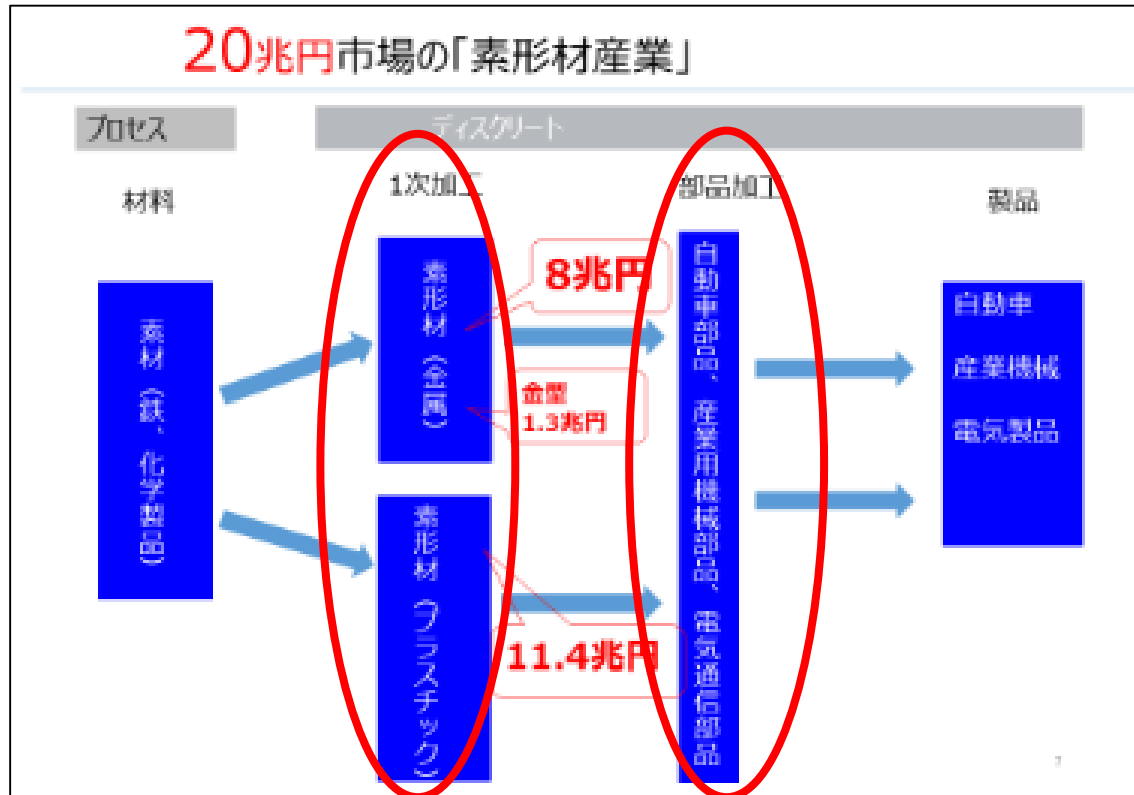 20兆円市場の「素形材産業」
プロセス
ディスクリート
材料
1次加工
部品加工
製品
素材（鉄、化学製品）
素形材（金属）
8兆円
金型
1.3兆円
素形材（プラスチック）
11.4兆円
自動車部品、産業用機械部品、電気通信部品
自動車
産業機械
電気製品
7